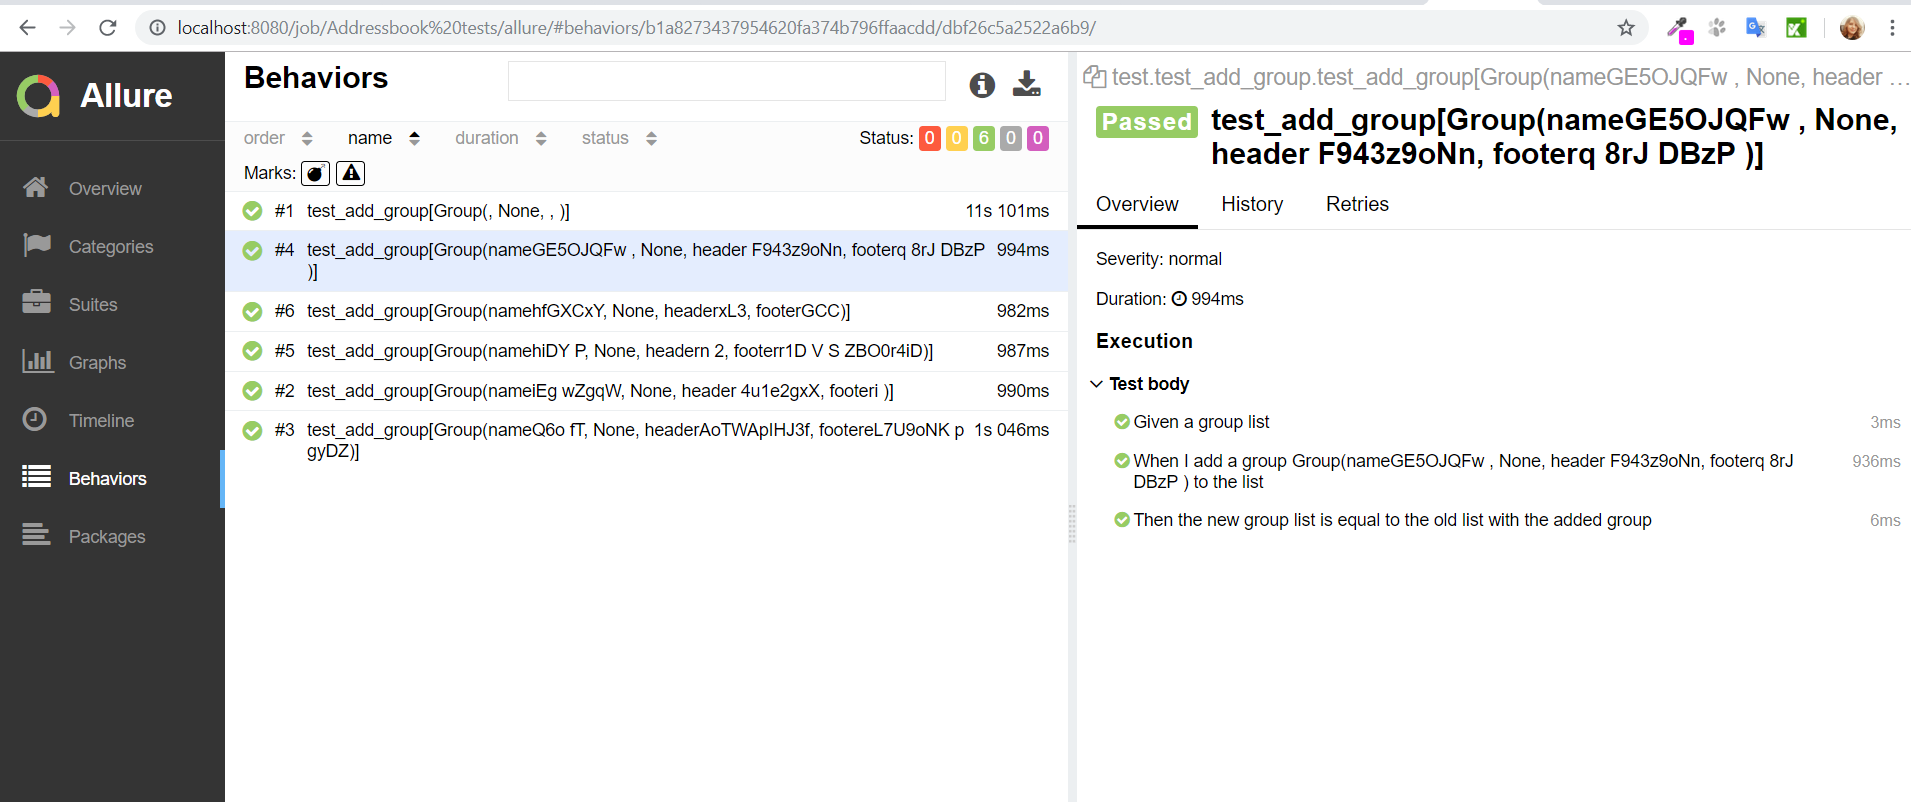 localhost:8080/job/Addressbook%20tests/allure/#behaviors/b1a8273437954620fa374b796ffaacdd/dbf26c5a2522a6b9/
Allure
Overview
Categories
Suites
Graphs
Timeline
Behaviors
Packages
Behaviors
order name duration status Status: 0 0 6 0 0
Marks:
#1 test_add_group[Group(, None, , )] 11s 101ms
#4 test_add_group[Group(nameGE5OJQFw , None, header F943z9oNn, footerq 8rJ DBzP 994ms
)]
#6 test_add_group[Group(namehfGXCxY, None, headerxL3, footerGCC)] 982ms
#5 test_add_group[Group(namehiDY P, None, headern 2, footerr1D V S ZBO0r4iD)] 987ms
#2 test_add_group[Group(nameiEg wZgqW, None, header 4u1e2gxX, footeri )] 990ms
#3 test_add_group[Group(nameQ6o fT, None, headerAoTWApIHJ3f, footereL7U9oNK p 1s 046ms
gyDZ)]
test.test_add_group.test_add_group[Group(nameGE5OJQFw , None, header …
Passed test_add_group[Group(nameGE5OJQFw , None,
header F943z9oNn, footerq 8rJ DBzP )]
Overview History Retries
Severity: normal
Duration: 994ms
Execution
Test body
Given a group list 3ms
When I add a group Group(nameGE5OJQFw , None, header F943z9oNn, footerq 8rJ 936ms
DBzP ) to the list
Then the new group list is equal to the old list with the added group 6ms